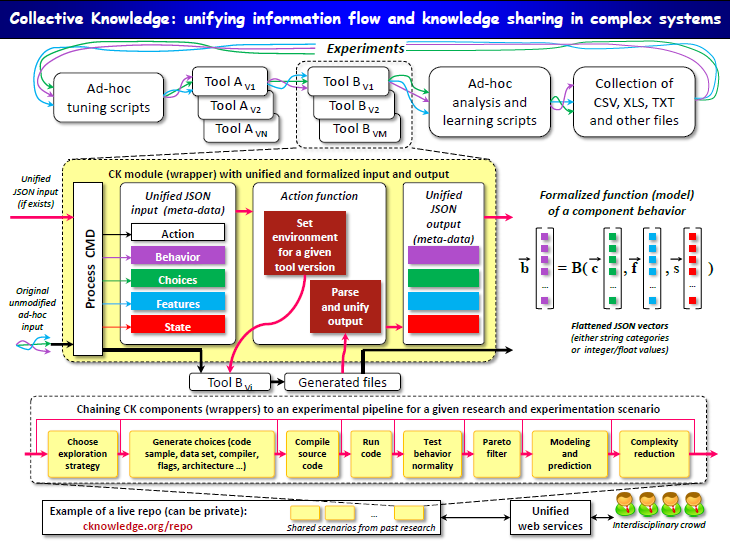 Collective Knowledge: unifying information flow and knowledge sharing in complex systems
Experiments
Ad-hoc
tuning scripts
Tool A V1
Tool A V2
Tool A VN
Tool B V1
Tool B V2
Tool B VM
Ad-hoc
analysis and
learning scripts
Collection of
CSV, XLS, TXT
and other files
Unified
JSON input
(if exists)
Original
unmodified
ad-hoc
input
CK module (wrapper) with unified and formalized input and output
Process CMD
Unified JSON
input (meta-data)
Action
Behavior
Choices
Features
State
Action function
Set
environment
for a given
tool version
Parse
and unify
output
Unified
JSON
output
(meta-data)
Tool B Vi
Generated files
Formalized function (model)
of a component behavior
b = B( c , f , s )
... ... ... ...
Flattened JSON vectors
(either string categories
or integer/float values)
Chaining CK components (wrappers) to an experimental pipeline for a given research and experimentation scenario
Choose
exploration
strategy
Generate choices (code
sample, data set, compiler,
flags, architecture ...)
Compile
source
code
Run
code
Test
behavior
normality
Pareto
filter
Modeling
and
prediction
Complexity
reduction
Example of a live repo (can be private):
cknowledge.org/repo
...
Shared scenarios from past research
Unified
web services
Interdisciplinary crowd